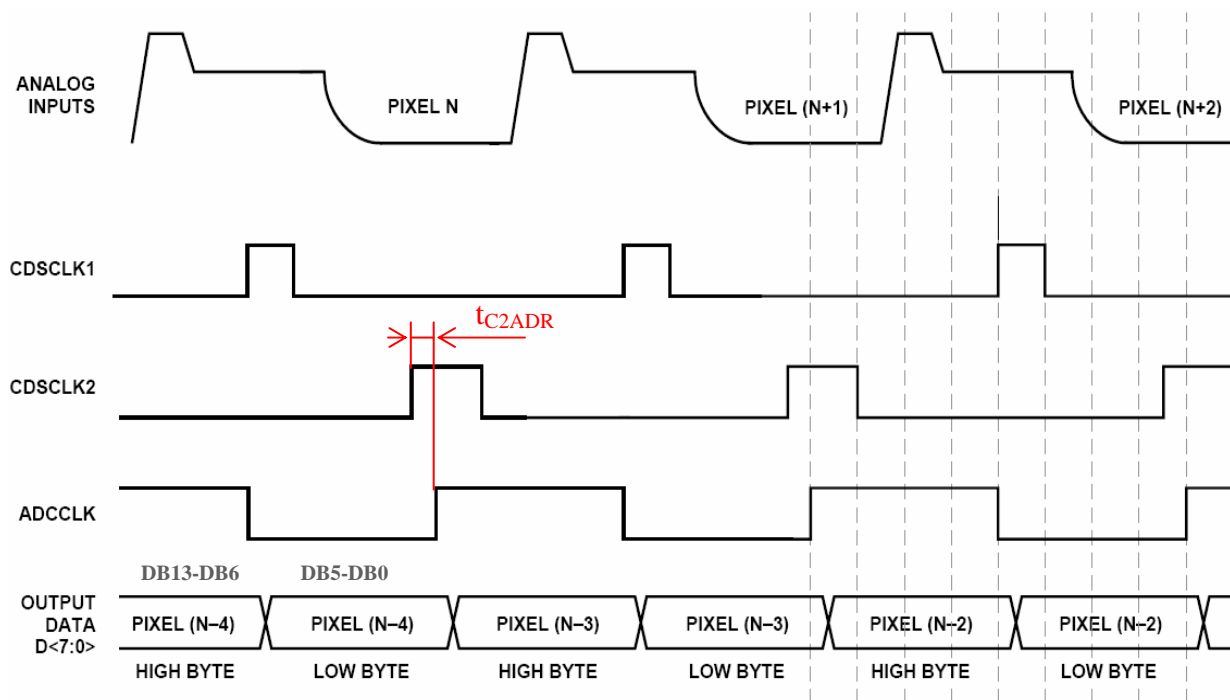 ANALOG
INPUTS
PIXEL N
PIXEL (N+1)
PIXEL (N+2)
CDSCLK1
tC2ADR
CDSCLK2
ADCCLK
DB13-DB6 DB5-DB0
OUTPUT
DATA
D<7:0>
PIXEL (N–4) PIXEL (N–4) PIXEL (N–3) PIXEL (N–3) PIXEL (N–2) PIXEL (N–2)
HIGH BYTE LOW BYTE HIGH BYTE LOW BYTE HIGH BYTE LOW BYTE